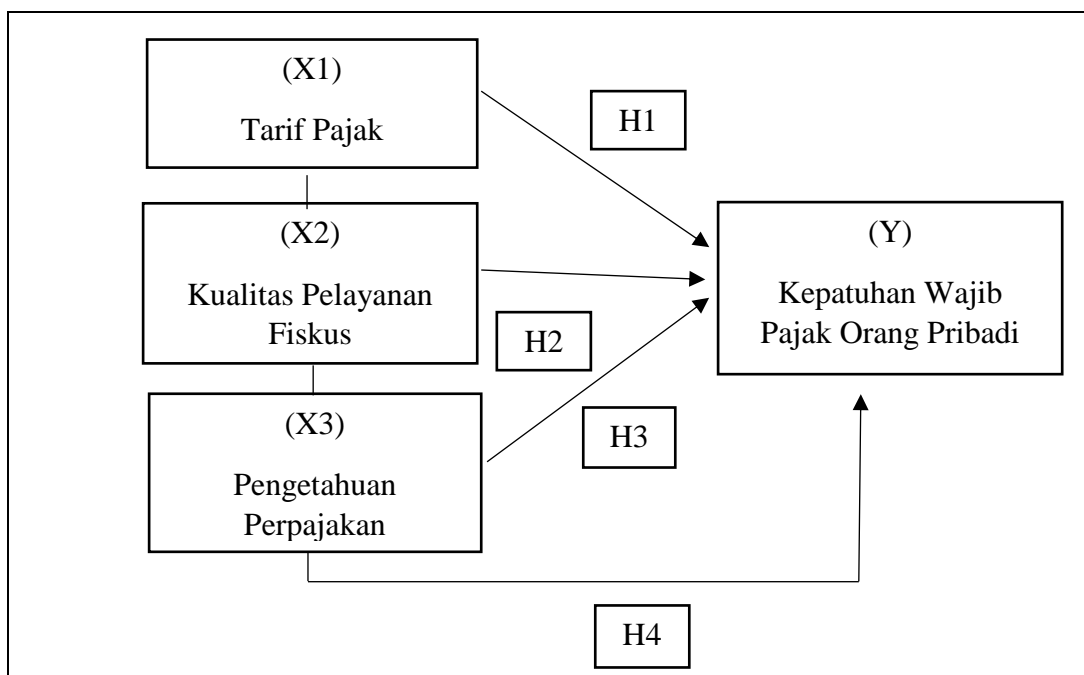 (X1)
Tarif Pajak
H1
(X2)
Kualitas Pelayanan
Fiskus
(Y)
Kepatuhan Wajib
Pajak Orang Pribadi
H2
(X3)
Pengetahuan
Perpajakan
H3
H4